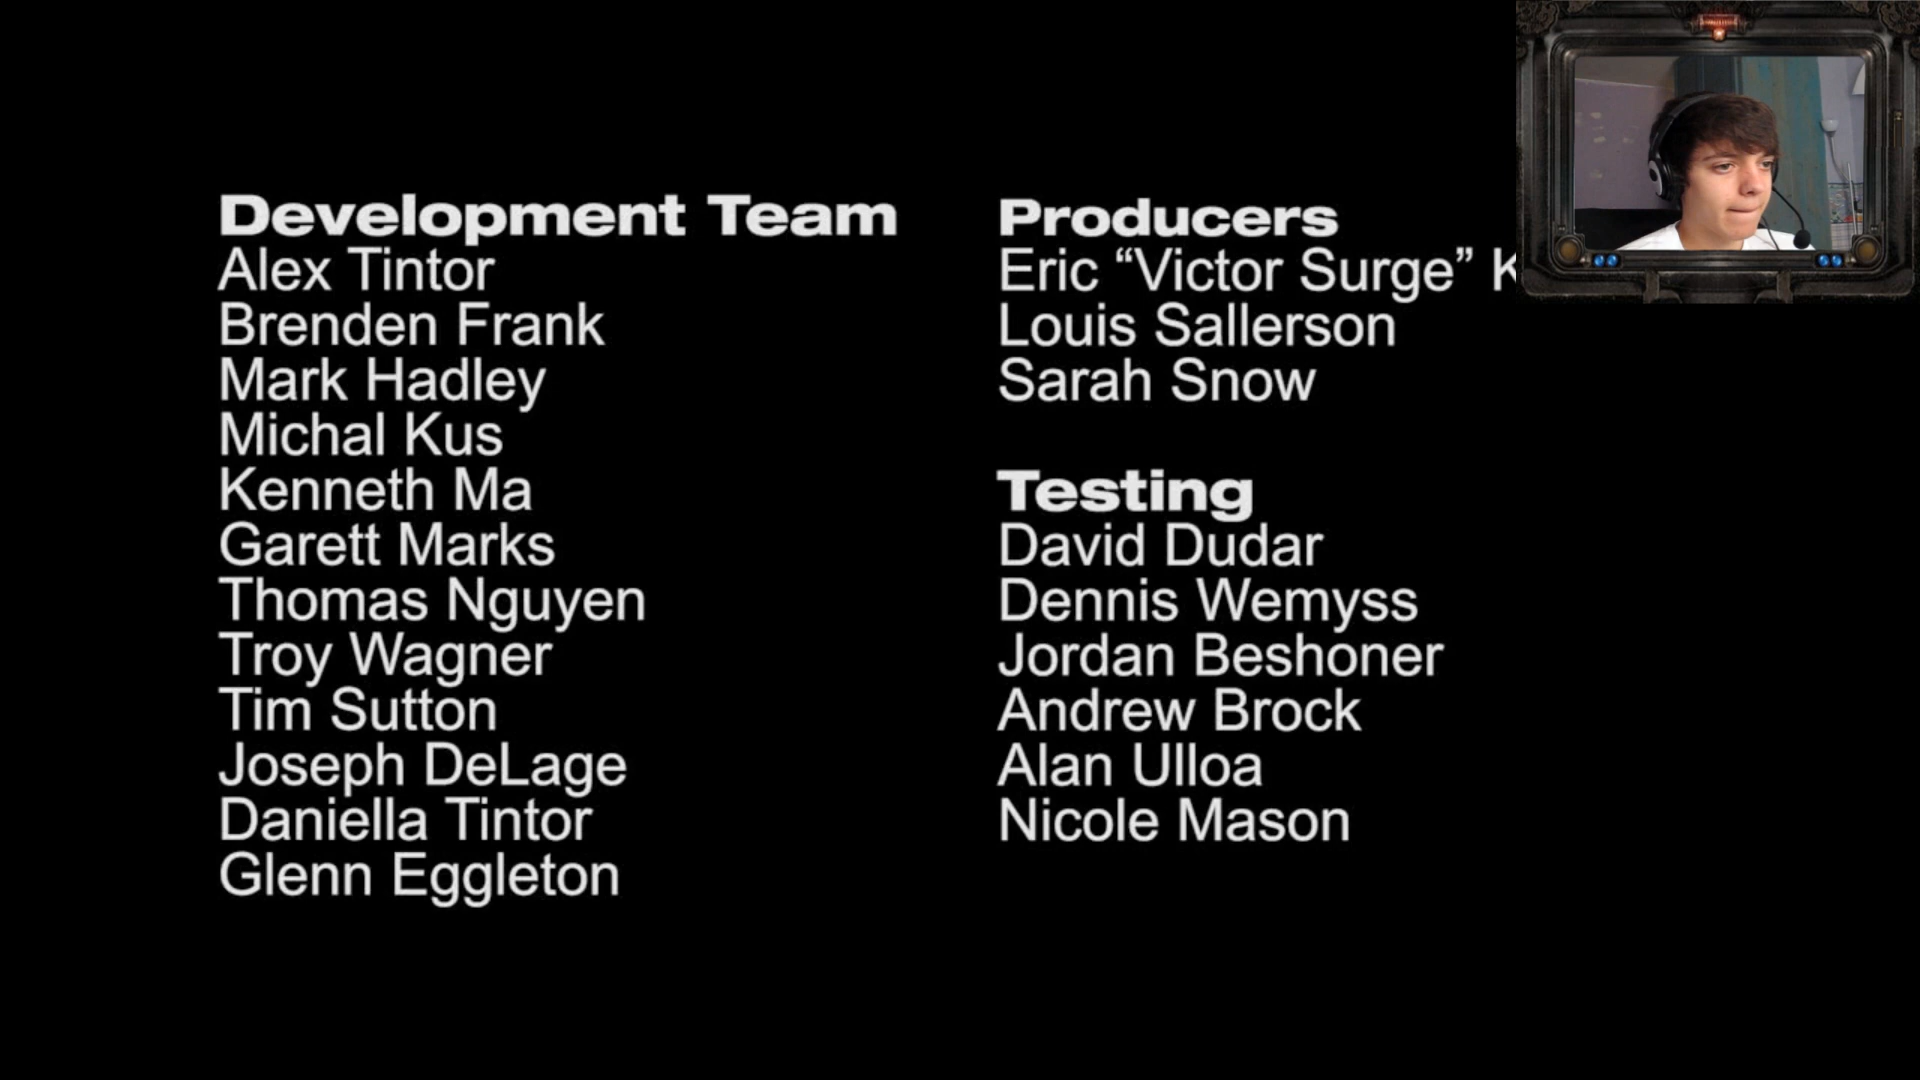 Development Team
Alex Tintor
Brenden Frank
Mark Hadley
Michal Kus
Kenneth Ma
Garett Marks
Thomas Nguyen
Troy Wagner
Tim Sutton
Joseph DeLage
Daniella Tintor
Glenn Eggleton
Producers
Eric “Victor Surge” K
Louis Sallerson
Sarah Snow
Testing
David Dudar
Dennis Wemyss
Jordan Beshoner
Andrew Brock
Alan Ulloa
Nicole Mason